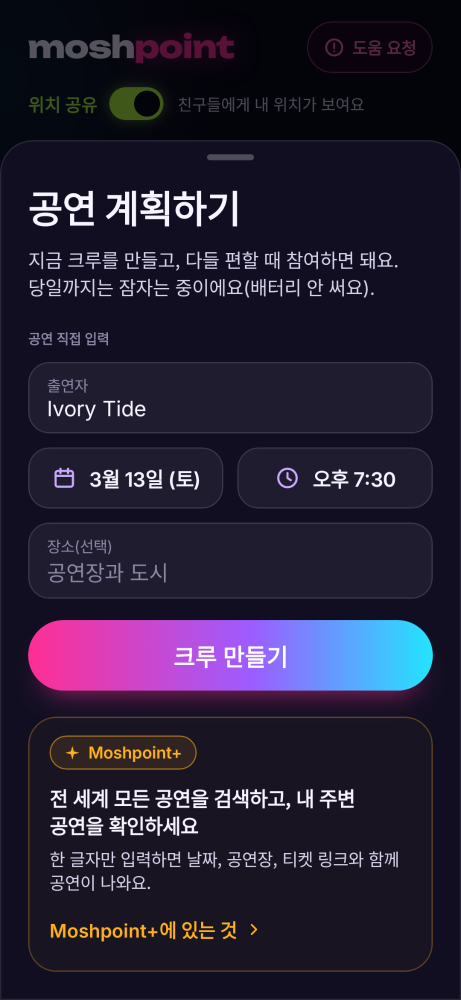 moshpoint
도움 요청
위치 공유
친구들에게 내 위치가 보여요
공연 계획하기
지금 크루를 만들고, 다들 편할 때 참여하면 돼요.
당일까지는 잠자는 중이에요(배터리 안 써요).
공연 직접 입력
출연자
Ivory Tide
3월 13일 (토)
오후 7:30
장소(선택)
공연장과 도시
크루 만들기
Moshpoint+
전 세계 모든 공연을 검색하고, 내 주변
공연을 확인하세요
한 글자만 입력하면 날짜, 공연장, 티켓 링크와 함께
공연이 나와요.
Moshpoint+에 있는 것